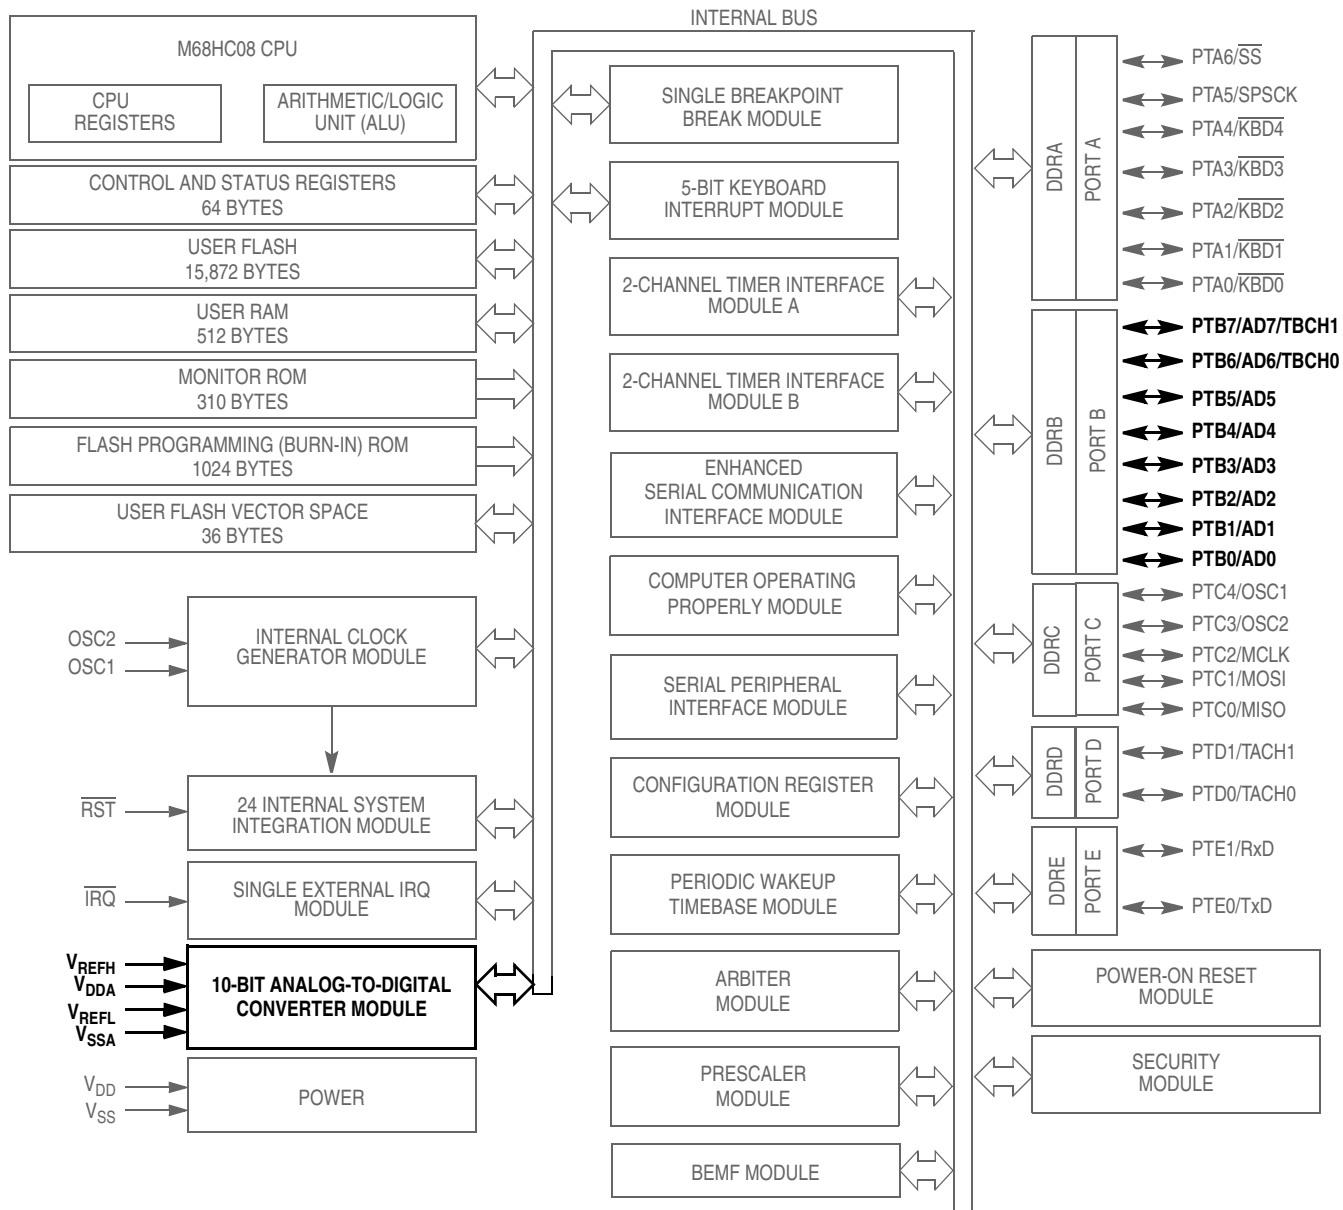 INTERNAL BUS
M68HC08 CPU
CPU
REGISTERS
ARITHMETIC/LOGIC
UNIT (ALU)
CONTROL AND STATUS REGISTERS
64 BYTES
USER FLASH
15,872 BYTES
USER RAM
512 BYTES
MONITOR ROM
310 BYTES
FLASH PROGRAMMING (BURN-IN) ROM
1024 BYTES
USER FLASH VECTOR SPACE
36 BYTES
OSC2
OSC1
INTERNAL CLOCK
GENERATOR MODULE
RST
24 INTERNAL SYSTEM
INTEGRATION MODULE
IRQ
SINGLE EXTERNAL IRQ
MODULE
VREFH
VDDA
VREFL
VSSA
10-BIT ANALOG-TO-DIGITAL
CONVERTER MODULE
VDD
VSS
POWER
SINGLE BREAKPOINT
BREAK MODULE
5-BIT KEYBOARD
INTERRUPT MODULE
2-CHANNEL TIMER INTERFACE
MODULE A
2-CHANNEL TIMER INTERFACE
MODULE B
ENHANCED
SERIAL COMMUNICATION
INTERFACE MODULE
COMPUTER OPERATING
PROPERLY MODULE
SERIAL PERIPHERAL
INTERFACE MODULE
CONFIGURATION REGISTER
MODULE
PERIODIC WAKEUP
TIMEBASE MODULE
ARBITER
MODULE
PRESCALER
MODULE
BEMF MODULE
DDRA
PORT A
PTA6/SS
PTA5/SPSCK
PTA4/KBD4
PTA3/KBD3
PTA2/KBD2
PTA1/KBD1
PTA0/KBD0
DDRB
PORT B
PTB7/AD7/TBCH1
PTB6/AD6/TBCH0
PTB5/AD5
PTB4/AD4
PTB3/AD3
PTB2/AD2
PTB1/AD1
PTB0/AD0
DDRC
PORT C
PTC4/OSC1
PTC3/OSC2
PTC2/MCLK
PTC1/MOSI
PTC0/MISO
DDRD
PORT D
PTD1/TACH1
PTD0/TACH0
DDRE
PORT E
PTE1/RxD
PTE0/TxD
POWER-ON RESET
MODULE
SECURITY
MODULE